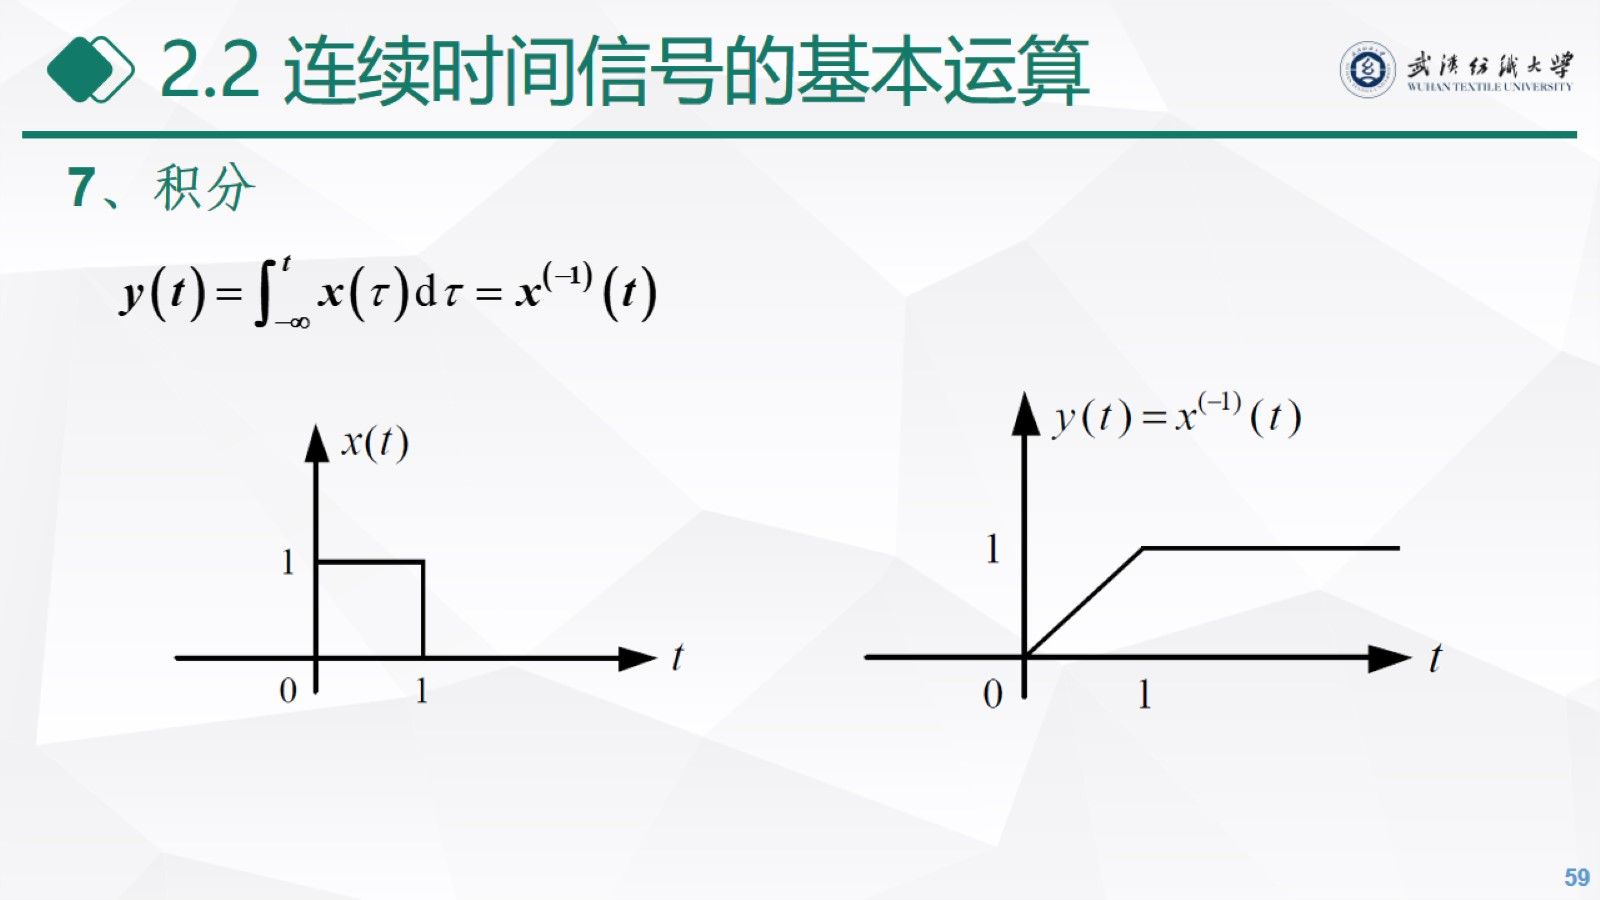 2.2 连续时间信号的基本运算
武汉纺织大学
WUHAN TEXTILE UNIVERSITY
7、积分
y(t) = ∫_{-∞}^{t} x(τ)dτ = x^{(-1)}(t)
x(t)
1
0
1
t
y(t) = x^{(-1)}(t)
1
0
1
t
59